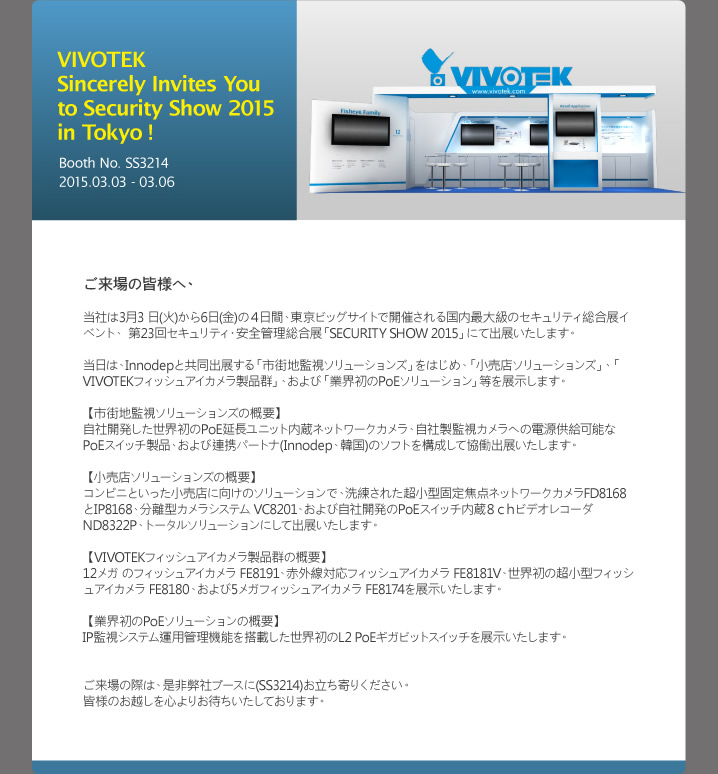 VIVOTEK
Sincerely Invites You
to Security Show 2015
in Tokyo !
Booth No. SS3214
2015.03.03 - 03.06
VIVOTEK
www.vivotek.com
Fisheye Family
12
ご来場の皆様へ、
当社は3月3 日(火)から6日(金)の４日間、東京ビッグサイトで開催される国内最大級のセキュリティ総合展イ
ベント、 第23回セキュリティ･安全管理総合展「SECURITY SHOW 2015」にて出展いたします。
当日は、Innodepと共同出展する「市街地監視ソリューションズ」をはじめ、「小売店ソリューションズ」、「
VIVOTEKフィッシュアイカメラ製品群」、および「業界初のPoEソリューション」等を展示します。
【市街地監視ソリューションズの概要】
自社開発した世界初のPoE延長ユニット内蔵ネットワークカメラ、自社製監視カメラへの電源供給可能な
PoEスイッチ製品、および連携パートナ(Innodep、韓国)のソフトを構成して協働出展いたします。
【小売店ソリューションズの概要】
コンビニといった小売店に向けのソリューションで、洗練された超小型固定焦点ネットワークカメラFD8168
とIP8168、分離型カメラシステム VC8201、および自社開発のPoEスイッチ内蔵８ｃｈビデオレコーダ
ND8322P、トータルソリューションにして出展いたします。
【VIVOTEKフィッシュアイカメラ製品群の概要】
12メガ のフィッシュアイカメラ FE8191、赤外線対応フィッシュアイカメラ FE8181V、世界初の超小型フィッシ
ュアイカメラ FE8180、および5メガフィッシュアイカメラ FE8174を展示いたします。
【業界初のPoEソリューションの概要】
IP監視システム運用管理機能を搭載した世界初のL2 PoEギガビットスイッチを展示いたします。
ご来場の際は、是非弊社ブースに(SS3214)お立ち寄りください。
皆様のお越しを心よりお待ちいたしております。